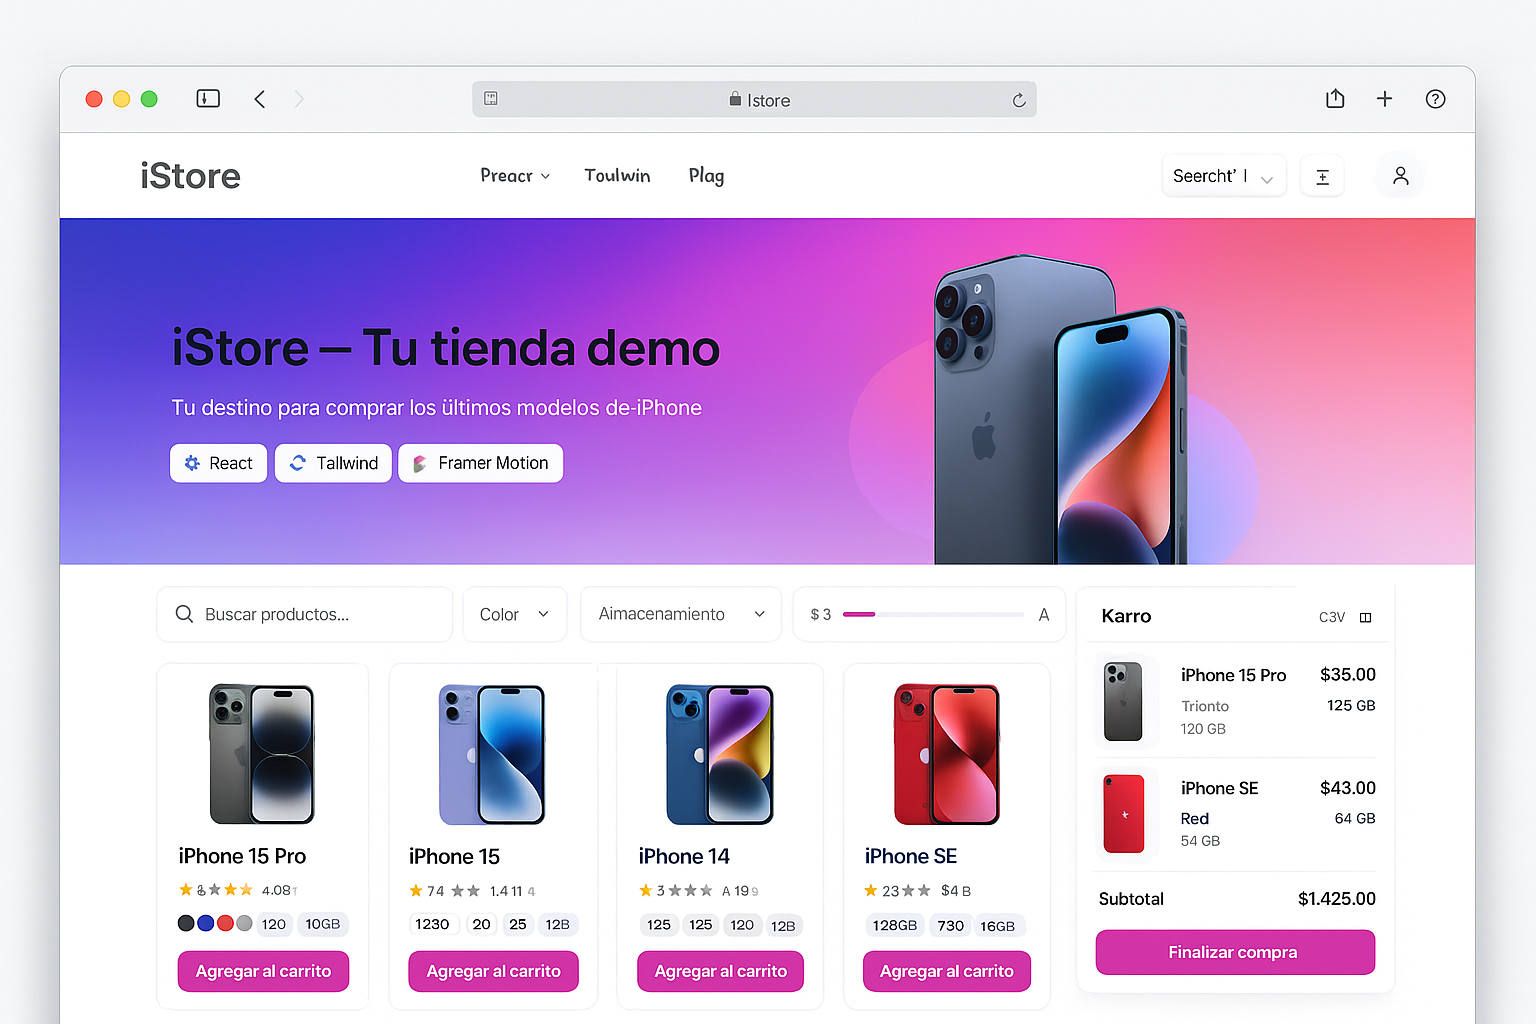 Istore
iStore
Preacr
Toulwin
Plag
Seercht' I
iStore — Tu tienda demo
Tu destino para comprar los últimos modelos de-iPhone
React
Tallwind
Framer Motion
Buscar productos...
Color
Aimacenamiento
$ 3
A
Karro
C3V
iPhone 15 Pro
$35.00
Trionto
125 GB
120 GB
iPhone SE
$43.00
Red
64 GB
54 GB
Subtotal
$1.425.00
Finalizar compra
iPhone 15 Pro
4.08
120
10GB
Agregar al carrito
iPhone 15
74
1.4 11 4
1230
20
25
12B
Agregar al carrito
iPhone 14
3
A 19 9
125
125
120
12B
Agregar al carrito
iPhone SE
23
$4 B
128GB
730
16GB
Agregar al carrito